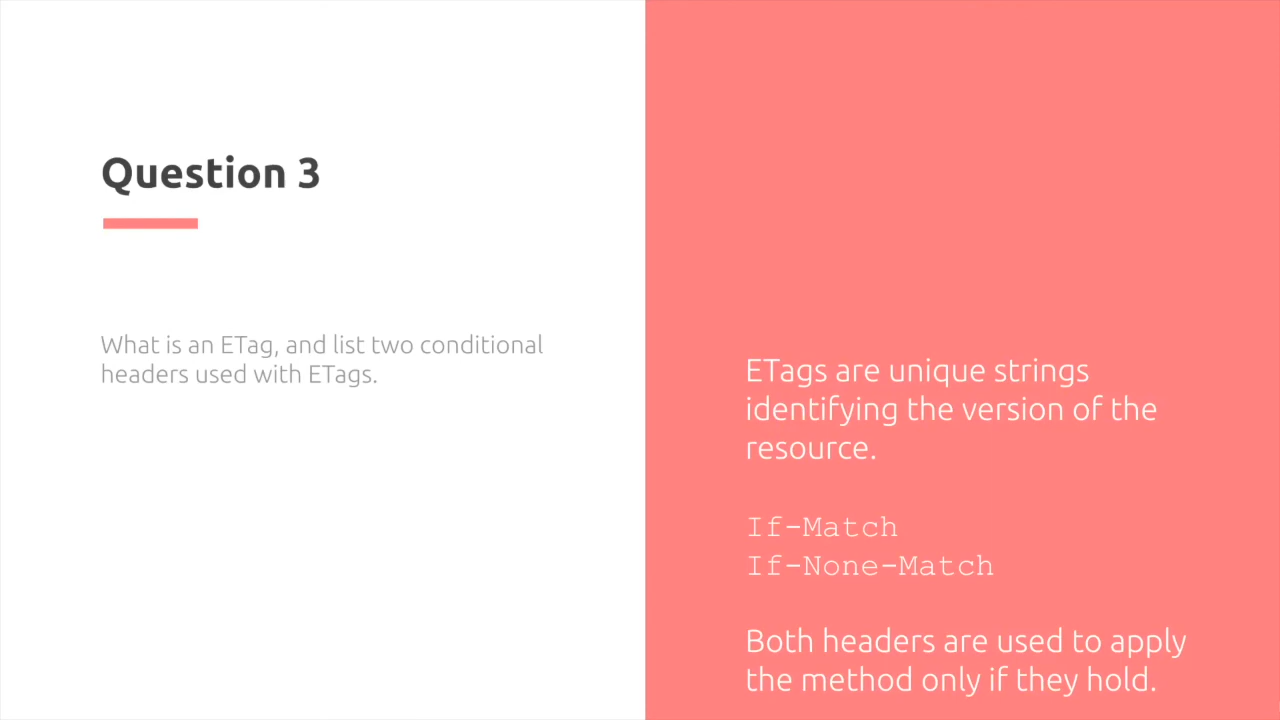 Question 3
What is an ETag, and list two conditional
headers used with ETags.
ETags are unique strings
identifying the version of the
resource.
If-Match
If-None-Match
Both headers are used to apply
the method only if they hold.